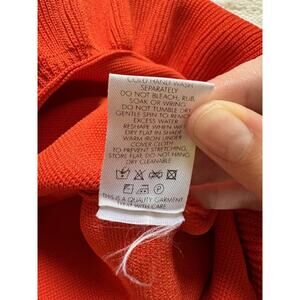 COLD HAND WASH
SEPARATELY
DO NOT BLEACH, RUB,
SOAK OR WRING
DO NOT TUMBLE DRY
GENTLE SPIN TO REMOVE
EXCESS WATER
RESHAPE WHEN WET
DRY FLAT IN SHADE
WARM IRON UNDER
COVER CLOTH
TO PREVENT STRETCHING,
STORE FLAT, DO NOT HANG
DRY CLEANABLE
THIS IS A QUALITY GARMENT
TREAT WITH CARE